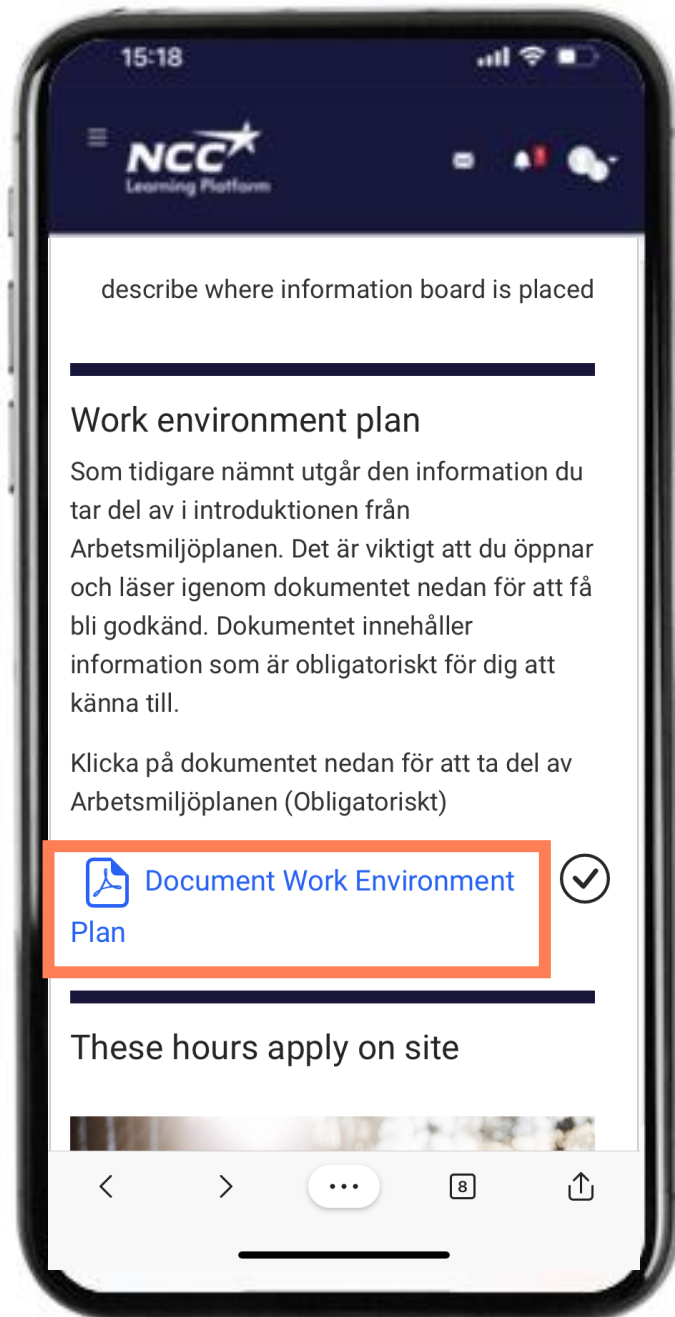 15:18
NCC
Learning Platform
describe where information board is placed
Work environment plan
Som tidigare nämnt utgår den information du
tar del av i introduktionen från
Arbetsmiljöplanen. Det är viktigt att du öppnar
och läser igenom dokumentet nedan för att få
bli godkänd. Dokumentet innehåller
information som är obligatoriskt för dig att
känna till.
Klicka på dokumentet nedan för att ta del av
Arbetsmiljöplanen (Obligatoriskt)
Document Work Environment
Plan
These hours apply on site
8